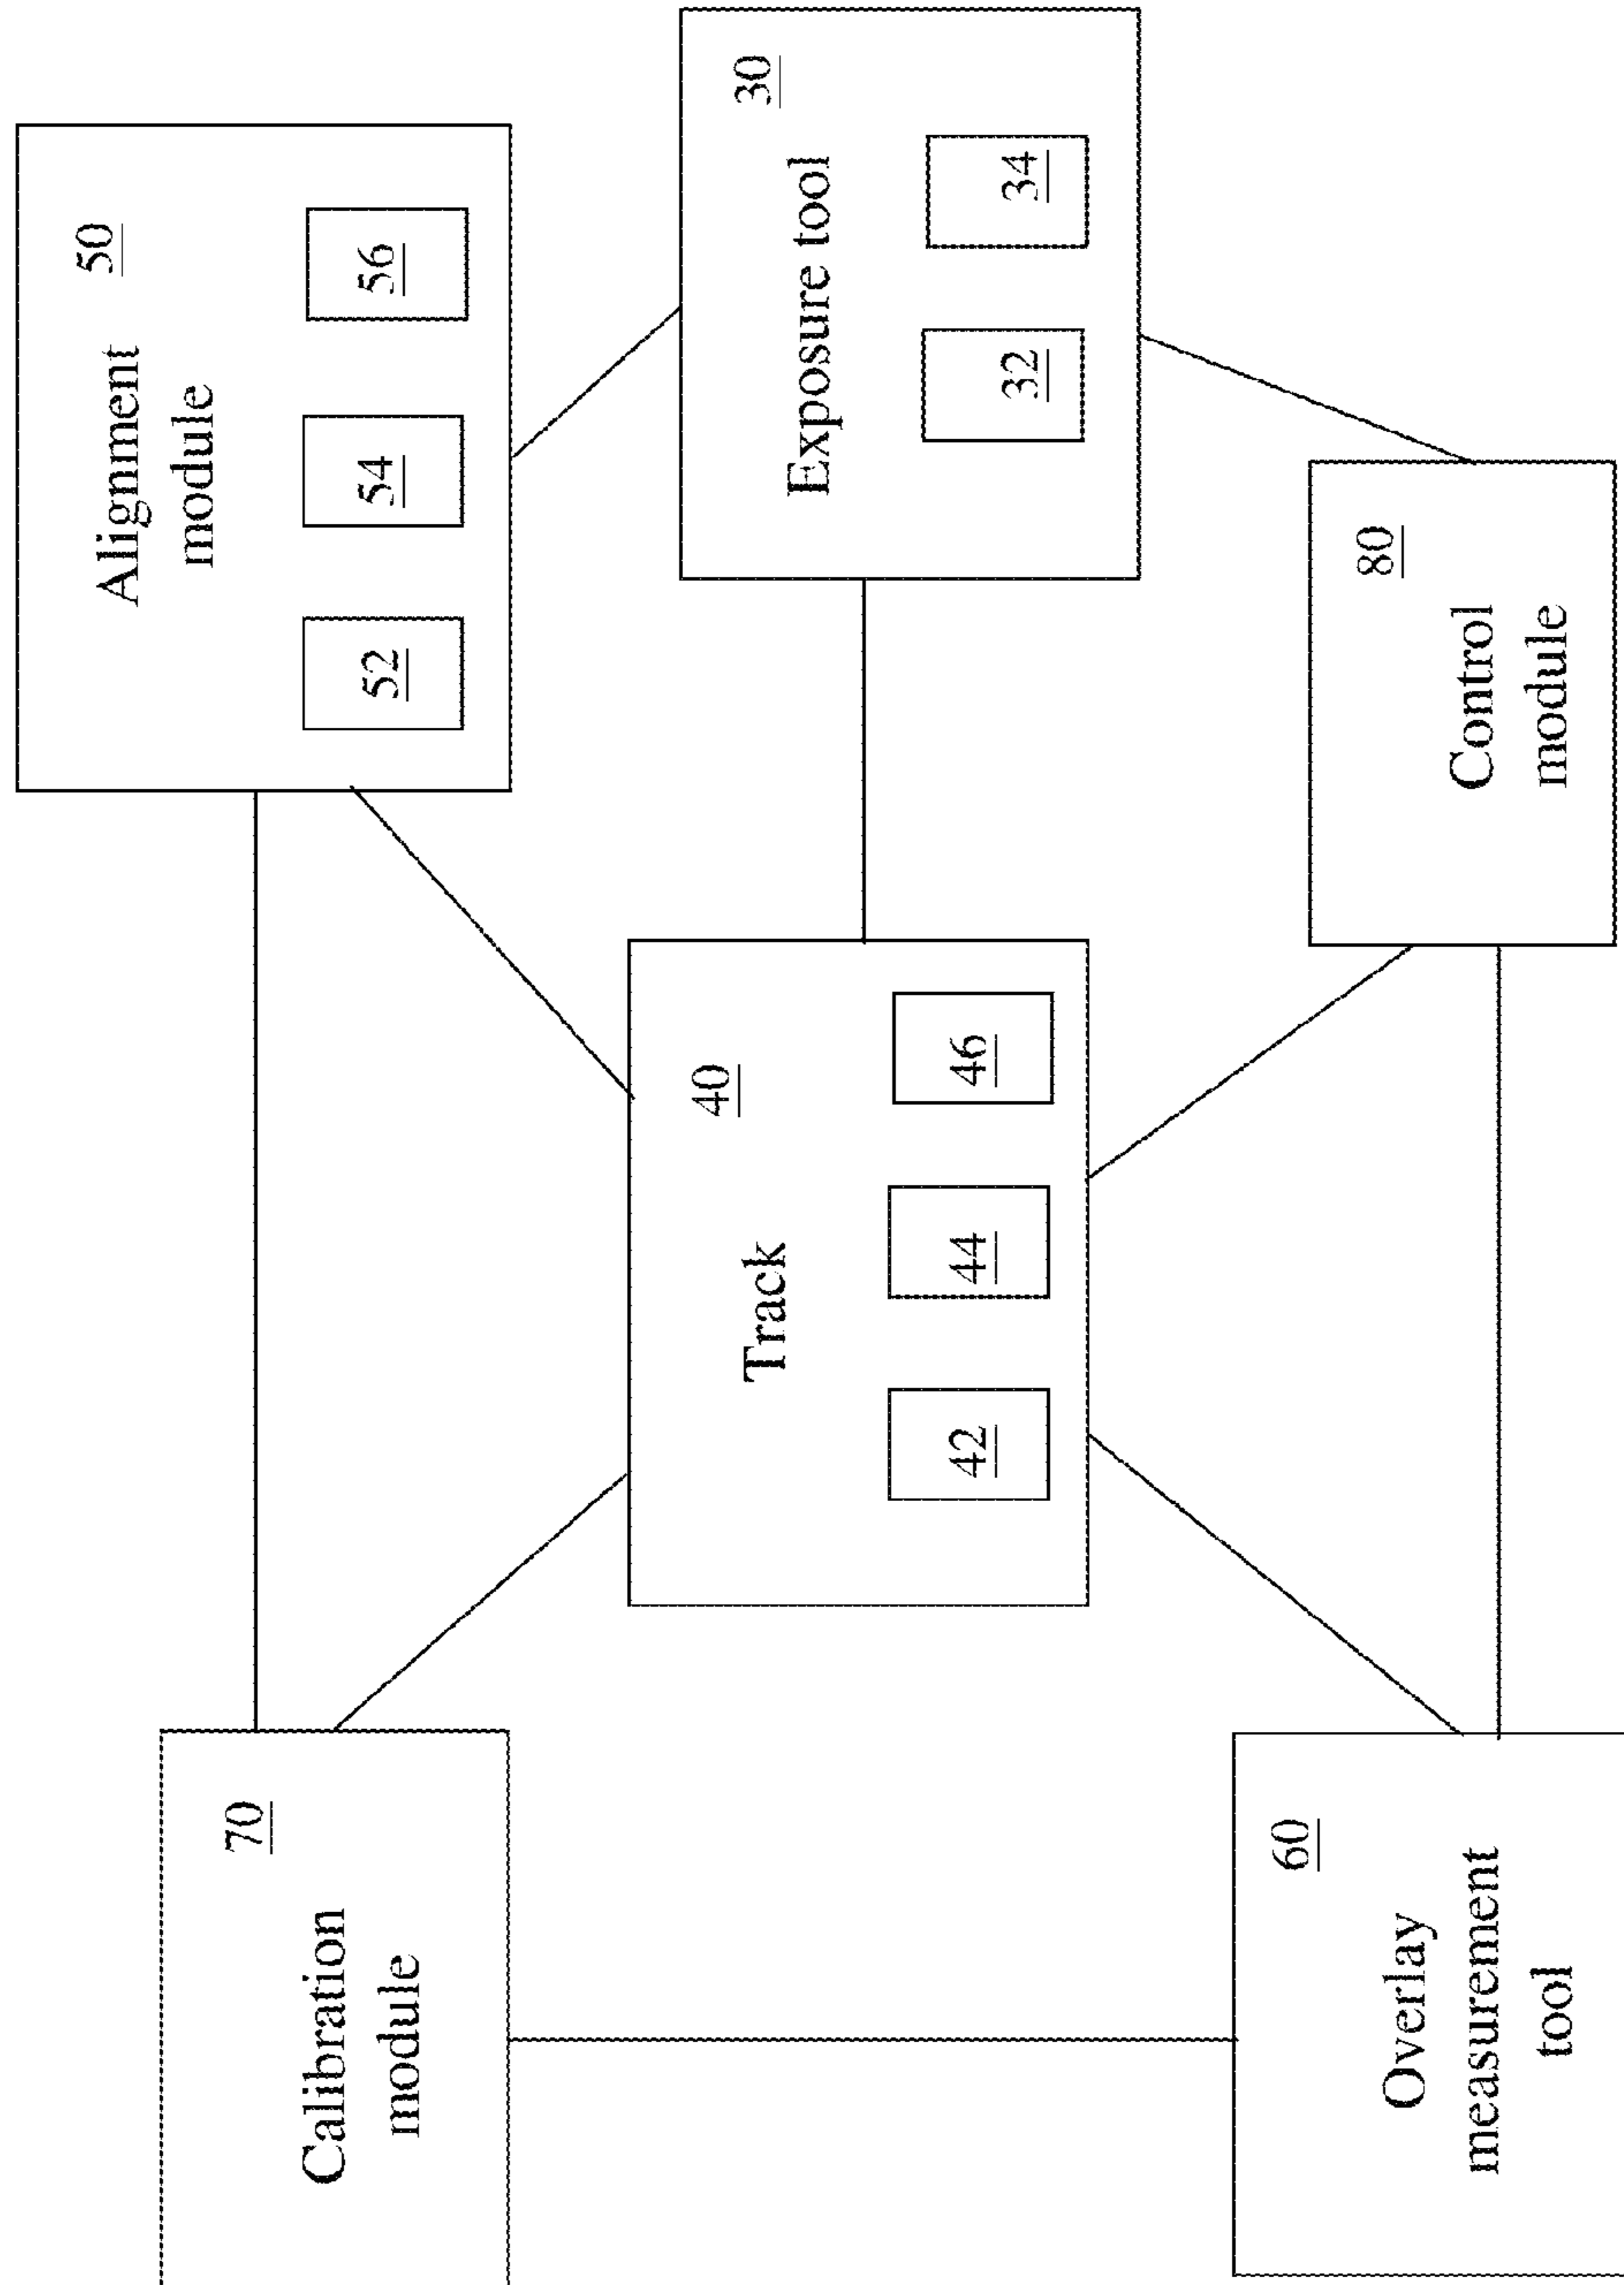 70
Calibration
module
50
Alignment
module
52
54
56
40
Track
42
44
46
30
Exposure tool
32
34
60
Overlay
measurement
tool
80
Control
module